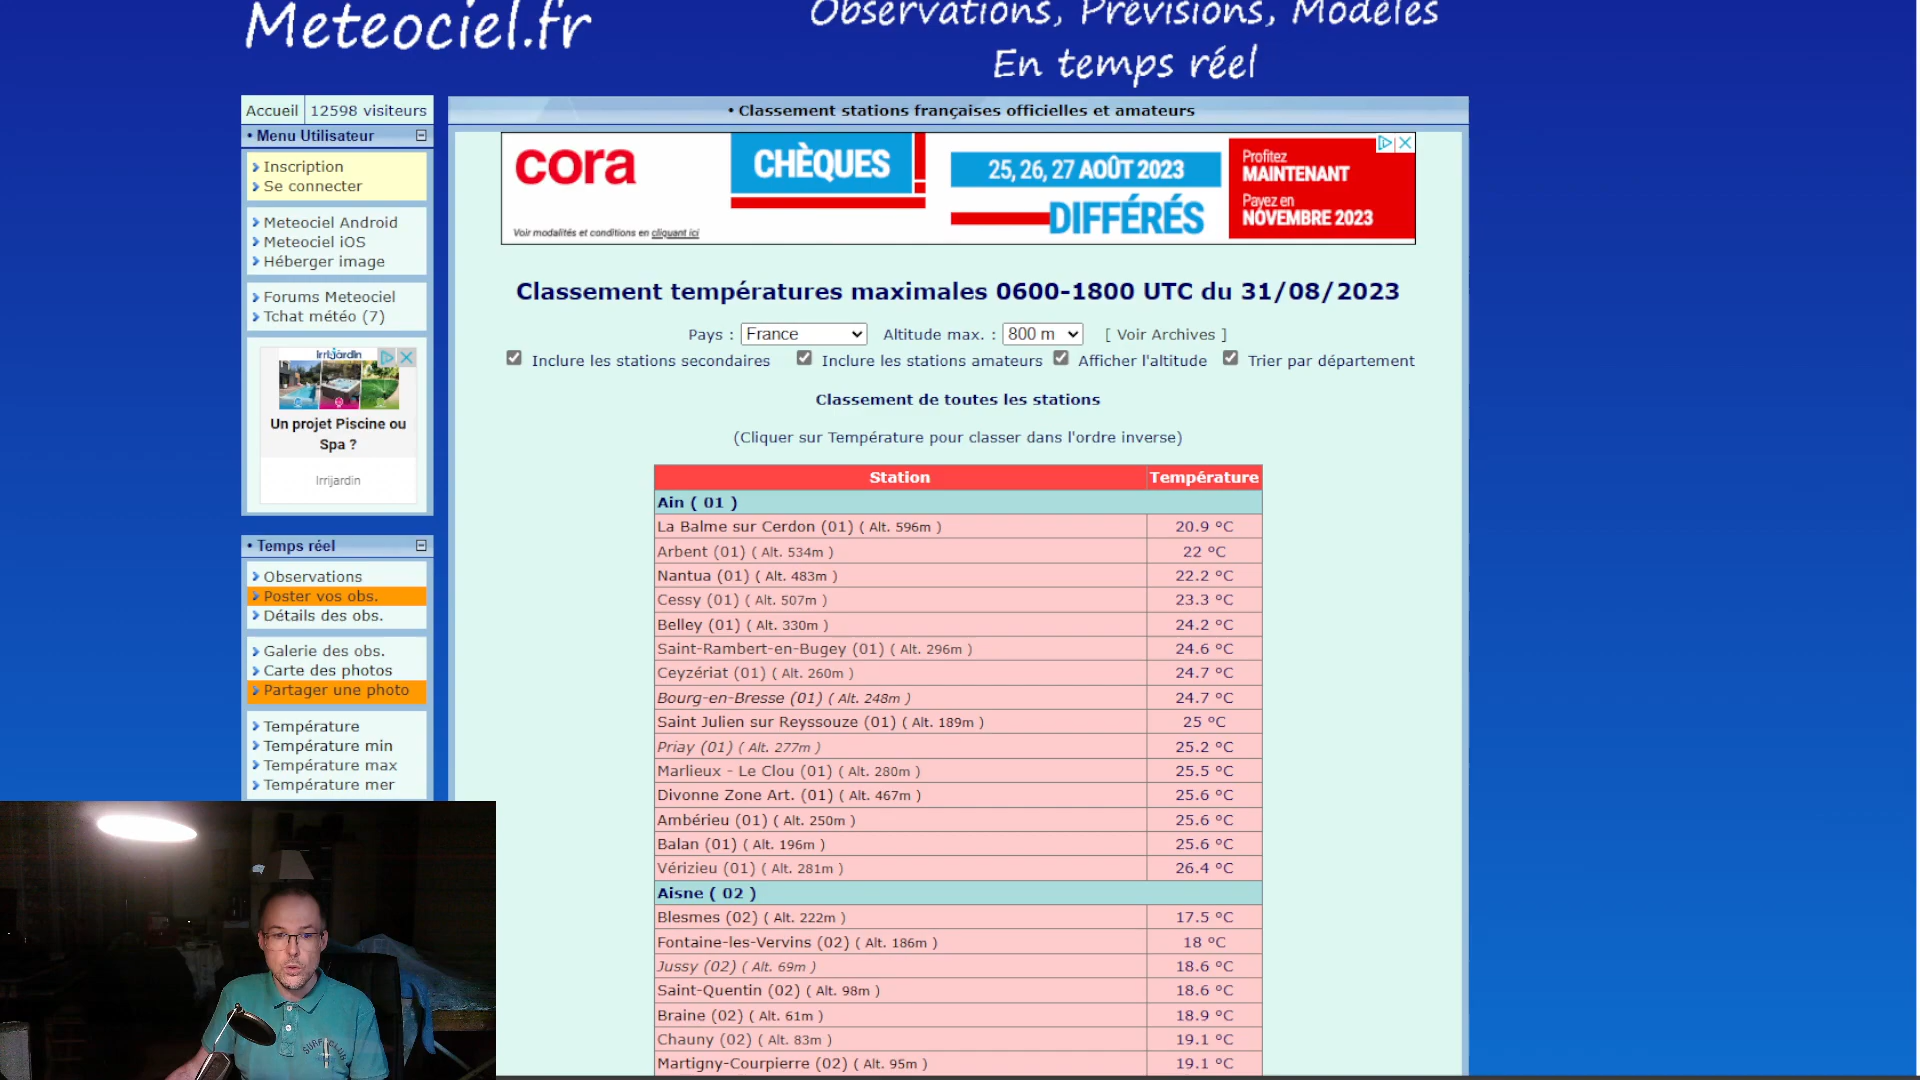 Meteociel.fr
Observations, Prévisions, Modèles
En temps réel
Accueil 12598 visiteurs
• Menu Utilisateur
Inscription
Se connecter
Meteociel Android
Meteociel iOS
Héberger image
Forums Meteociel
Tchat météo (7)
irrijardin
Un projet Piscine ou
Spa ?
Irrijardin
• Temps réel
Observations
Poster vos obs.
Détails des obs.
Galerie des obs.
Carte des photos
Partager une photo
Température
Température min
Température max
Température mer
• Classement stations françaises officielles et amateurs
cora
Voir modalités et conditions en cliquant ici
CHÈQUES !
25, 26, 27 AOÛT 2023
DIFFÉRÉS
Profitez
MAINTENANT
Payez en
NOVEMBRE 2023
Classement températures maximales 0600-1800 UTC du 31/08/2023
Pays : France Altitude max. : 800 m [ Voir Archives ]
Inclure les stations secondaires Inclure les stations amateurs Afficher l'altitude Trier par département
Classement de toutes les stations
(Cliquer sur Température pour classer dans l'ordre inverse)
Station Température
Ain ( 01 )
La Balme sur Cerdon (01) ( Alt. 596m ) 20.9 °C
Arbent (01) ( Alt. 534m ) 22 °C
Nantua (01) ( Alt. 483m ) 22.2 °C
Cessy (01) ( Alt. 507m ) 23.3 °C
Belley (01) ( Alt. 330m ) 24.2 °C
Saint-Rambert-en-Bugey (01) ( Alt. 296m ) 24.6 °C
Ceyzériat (01) ( Alt. 260m ) 24.7 °C
Bourg-en-Bresse (01) ( Alt. 248m ) 24.7 °C
Saint Julien sur Reyssouze (01) ( Alt. 189m ) 25 °C
Priay (01) ( Alt. 277m ) 25.2 °C
Marlieux - Le Clou (01) ( Alt. 280m ) 25.5 °C
Divonne Zone Art. (01) ( Alt. 467m ) 25.6 °C
Ambérieu (01) ( Alt. 250m ) 25.6 °C
Balan (01) ( Alt. 196m ) 25.6 °C
Vérizieu (01) ( Alt. 281m ) 26.4 °C
Aisne ( 02 )
Blesmes (02) ( Alt. 222m ) 17.5 °C
Fontaine-les-Vervins (02) ( Alt. 186m ) 18 °C
Jussy (02) ( Alt. 69m ) 18.6 °C
Saint-Quentin (02) ( Alt. 98m ) 18.6 °C
Braine (02) ( Alt. 61m ) 18.9 °C
Chauny (02) ( Alt. 83m ) 19.1 °C
Martigny-Courpierre (02) ( Alt. 95m ) 19.1 °C